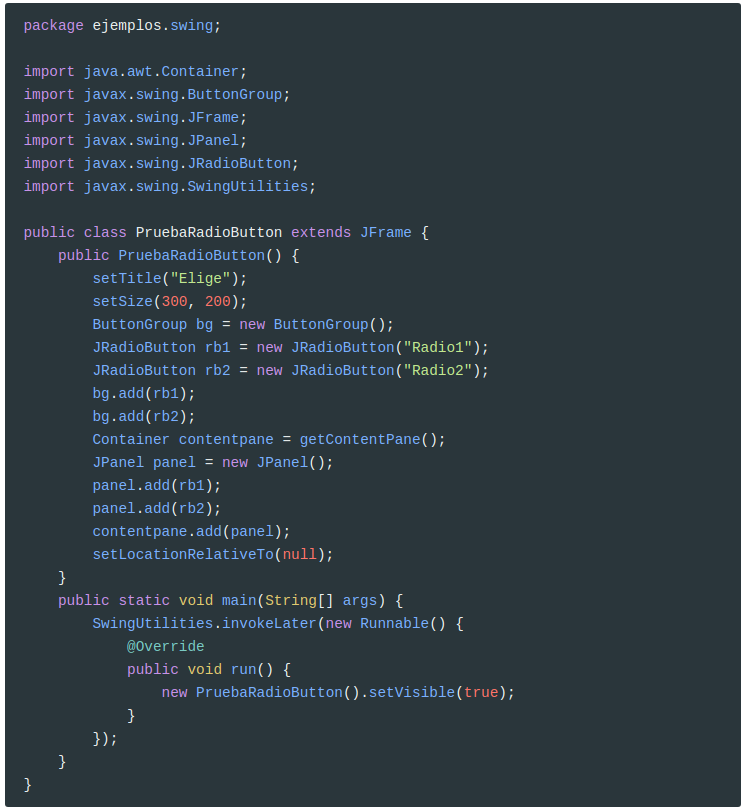 package ejemplos.swing;

import java.awt.Container;
import javax.swing.ButtonGroup;
import javax.swing.JFrame;
import javax.swing.JPanel;
import javax.swing.JRadioButton;
import javax.swing.SwingUtilities;

public class PruebaRadioButton extends JFrame {
    public PruebaRadioButton() {
        setTitle("Elige");
        setSize(300, 200);
        ButtonGroup bg = new ButtonGroup();
        JRadioButton rb1 = new JRadioButton("Radio1");
        JRadioButton rb2 = new JRadioButton("Radio2");
        bg.add(rb1);
        bg.add(rb2);
        Container contentpane = getContentPane();
        JPanel panel = new JPanel();
        panel.add(rb1);
        panel.add(rb2);
        contentpane.add(panel);
        setLocationRelativeTo(null);
    }
    public static void main(String[] args) {
        SwingUtilities.invokeLater(new Runnable() {
            @Override
            public void run() {
                new PruebaRadioButton().setVisible(true);
            }
        });
    }
}